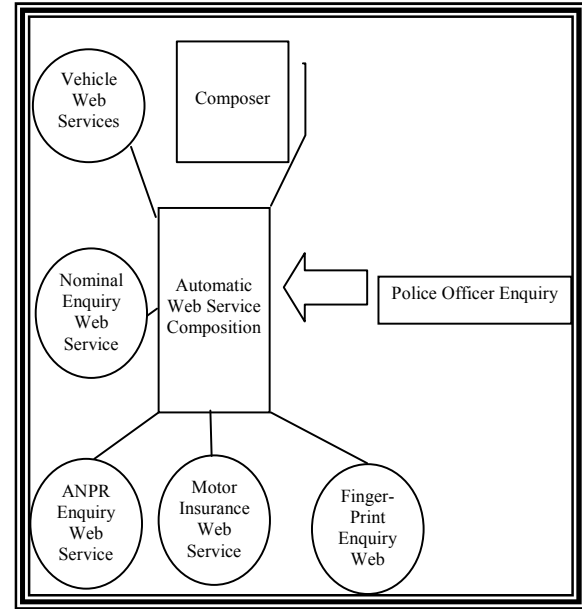 Vehicle
Web
Services
Composer
Nominal
Enquiry
Web
Service
Automatic
Web Service
Composition
Police Officer Enquiry
ANPR
Enquiry
Web
Service
Motor
Insurance
Web
Service
Finger-
Print
Enquiry
Web